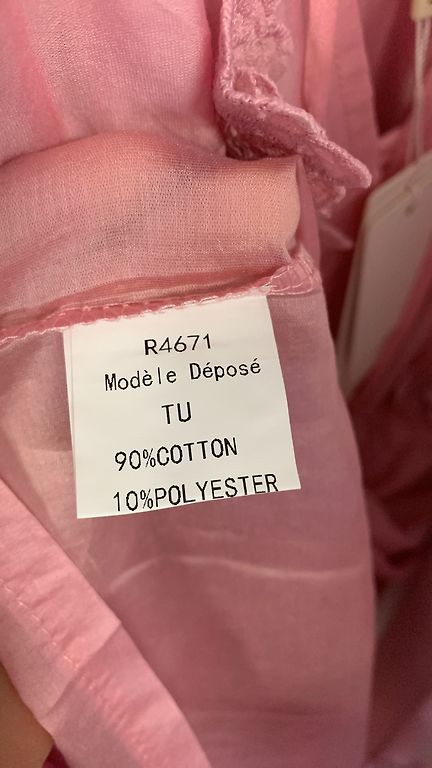 R4671
Modèle Déposé
TU
90%COTTON
10%POLYESTER